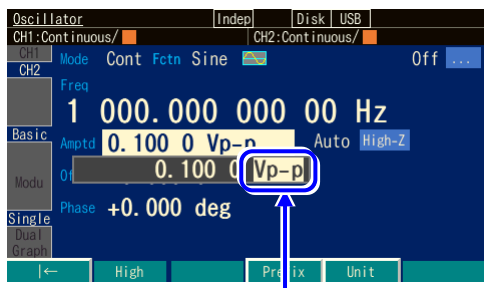 Oscillator Indep Disk USB
CH1:Continuous/ CH2:Continuous/
CH1
CH2
Mode Cont Fctn Sine Off ...
Freq
1 000.000 000 00 Hz
Basic
Amptd 0.100 0 Vp-p Auto High-Z
0.100 0 Vp-p
Modu
Phase +0.000 deg
Single
Dual
Graph
|← High Prefix Unit